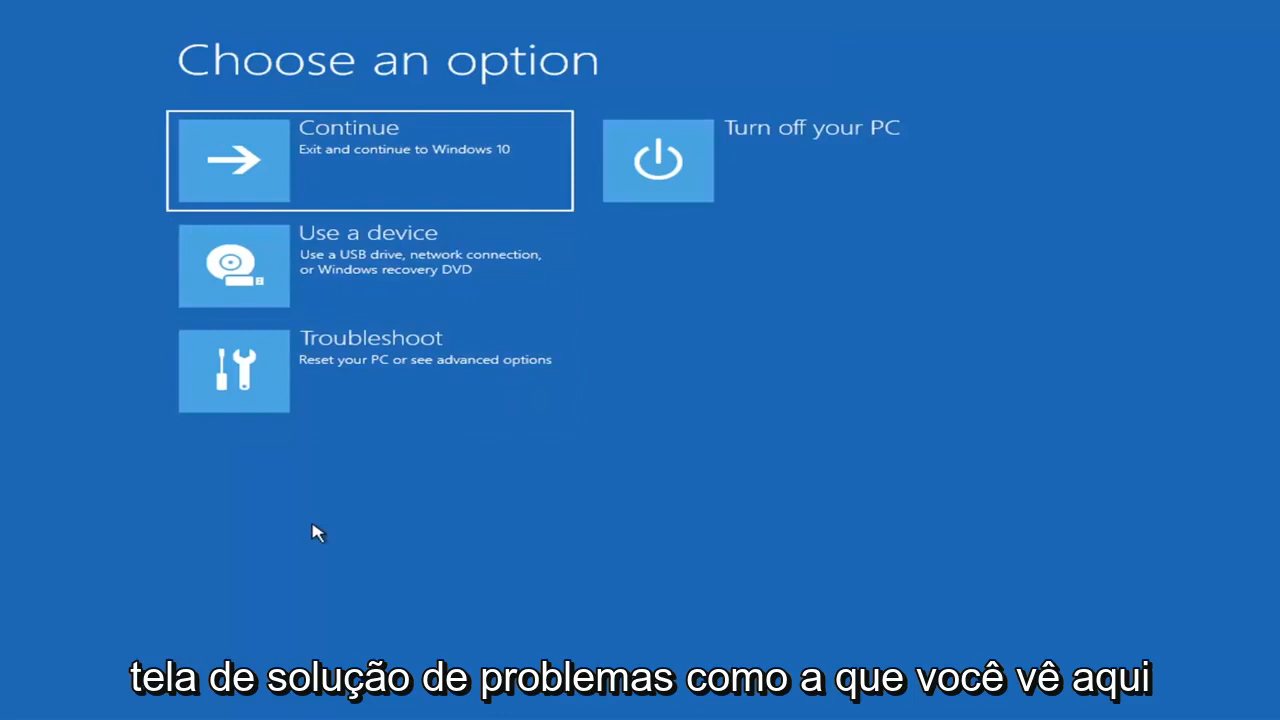 Choose an option
Continue
Exit and continue to Windows 10
Turn off your PC
Use a device
Use a USB drive, network connection,
or Windows recovery DVD
Troubleshoot
Reset your PC or see advanced options
tela de solução de problemas como a que você vê aqui